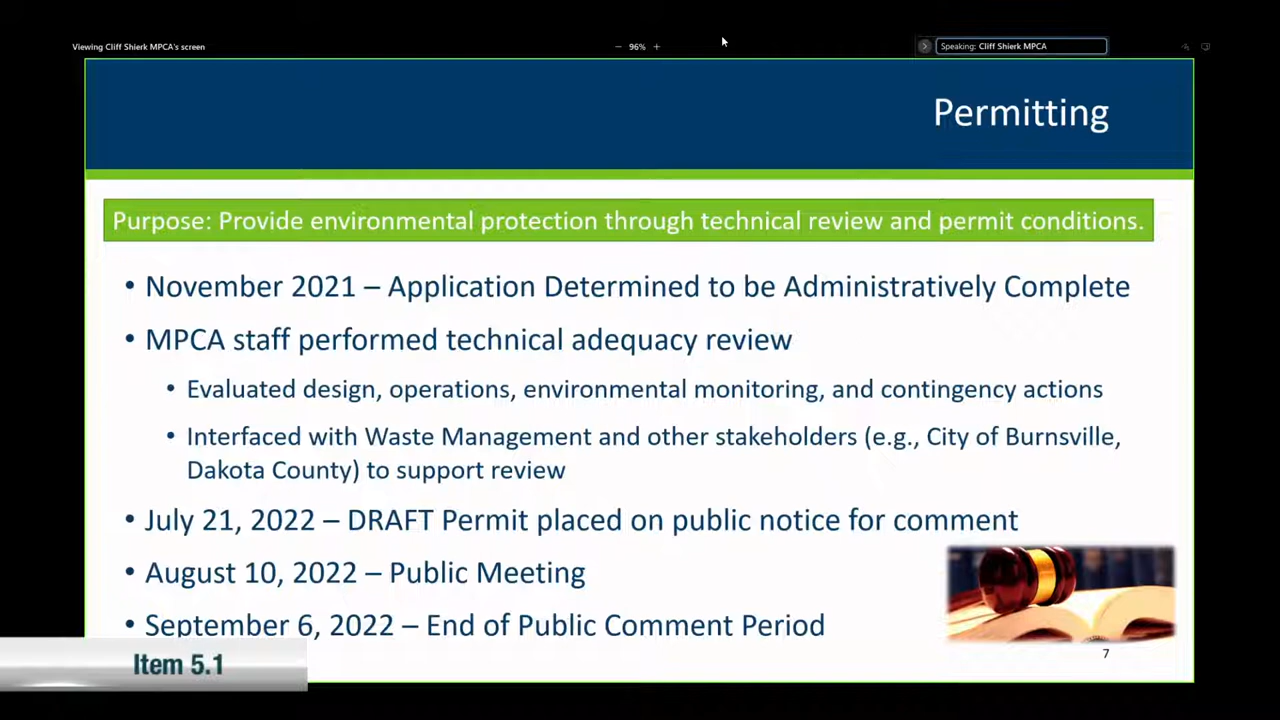 Viewing Cliff Shierk MPCA's screen
− 96% +
Speaking: Cliff Shierk MPCA
Permitting
Purpose: Provide environmental protection through technical review and permit conditions.
• November 2021 – Application Determined to be Administratively Complete
• MPCA staff performed technical adequacy review
• Evaluated design, operations, environmental monitoring, and contingency actions
• Interfaced with Waste Management and other stakeholders (e.g., City of Burnsville,
Dakota County) to support review
• July 21, 2022 – DRAFT Permit placed on public notice for comment
• August 10, 2022 – Public Meeting
• September 6, 2022 – End of Public Comment Period
7
Item 5.1